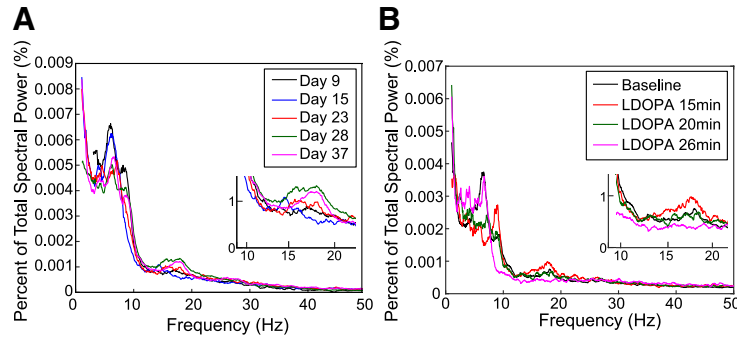 A
Percent of Total Spectral Power (%)
0.009
0.008
0.007
0.006
0.005
0.004
0.003
0.002
0.001
0
0 10 20 30 40 50
Frequency (Hz)
Day 9
Day 15
Day 23
Day 28
Day 37
1
0
10 15 20
B
Percent of Total Spectral Power (%)
0.007
0.006
0.005
0.004
0.003
0.002
0.001
0.000
0 10 20 30 40 50
Frequency (Hz)
Baseline
LDOPA 15min
LDOPA 20min
LDOPA 26min
1
0
10 15 20